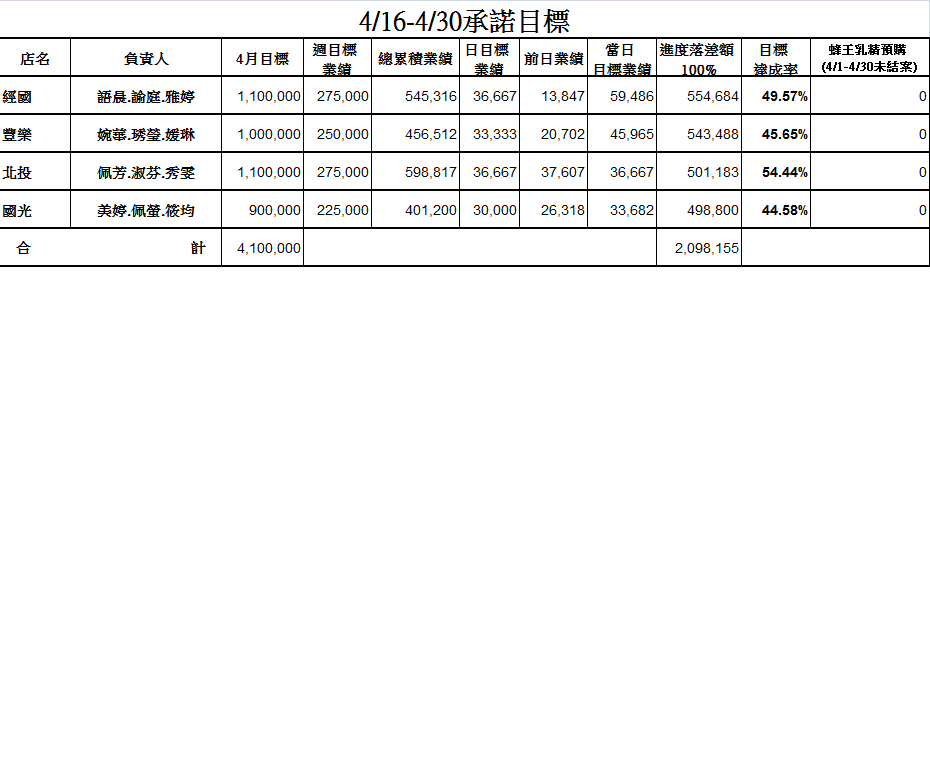 4/16-4/30承諾目標
店名 負責人 4月目標 週目標業績 總累積業績 日目標業績 前日業績 當日目標業績 進度落差額100% 目標達成率 蜂王乳精預購(4/1-4/30未結案)
經國 語晨.諭庭.雅婷 1,100,000 275,000 545,316 36,667 13,847 59,486 554,684 49.57% 0
豐樂 婉華.琇瑩.媛琳 1,000,000 250,000 456,512 33,333 20,702 45,965 543,488 45.65% 0
北投 佩芳.淑芬.秀雯 1,100,000 275,000 598,817 36,667 37,607 36,667 501,183 54.44% 0
國光 美婷.佩螢.筱均 900,000 225,000 401,200 30,000 26,318 33,682 498,800 44.58% 0
合 計 4,100,000 2,098,155